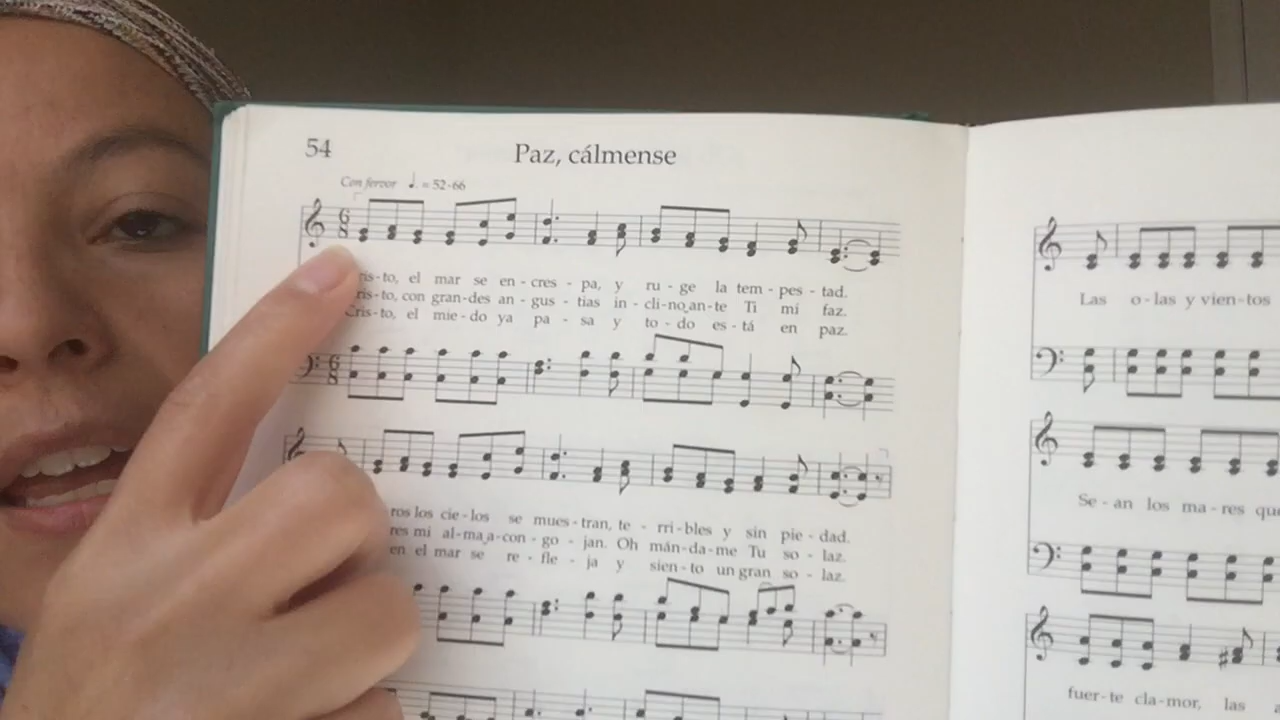 54
Paz, cálmense
Con fervor ♩. = 52-66
ris-to, el mar se en-cres - pa, y ru - ge la tem - pes - tad.
ris-to, con gran-des an - gus - tias in - cli-no an-te Ti mi faz.
Cris-to, el mie-do ya pa - sa y to - do es - tá en paz.
ros los cie-los se mues-tran, te - rri-bles y sin pie-dad.
res mi al-ma a-con - go - jan. Oh mán-da-me Tu so - laz.
en el mar se re - fle - ja y sien-to un gran so - laz.
Las o-las y vien-tos
Se - an los ma-res que
fuer-te cla-mor, las